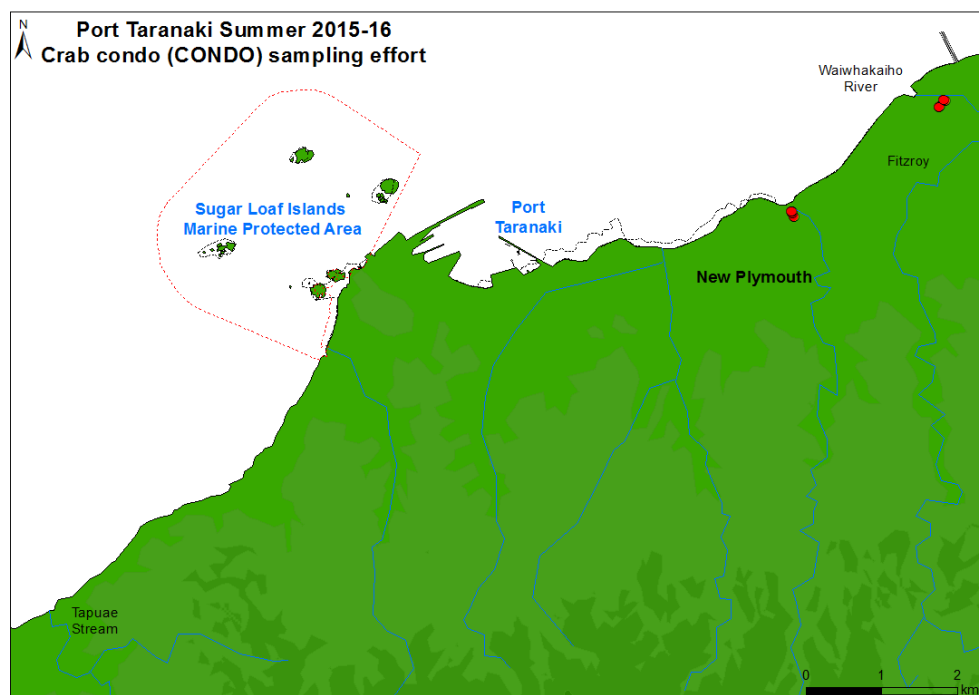 N
Port Taranaki Summer 2015-16
Crab condo (CONDO) sampling effort
Waiwhakaiho
River
Fitzroy
Sugar Loaf Islands
Marine Protected Area
Port
Taranaki
New Plymouth
Tapuae
Stream
0 1 2
km